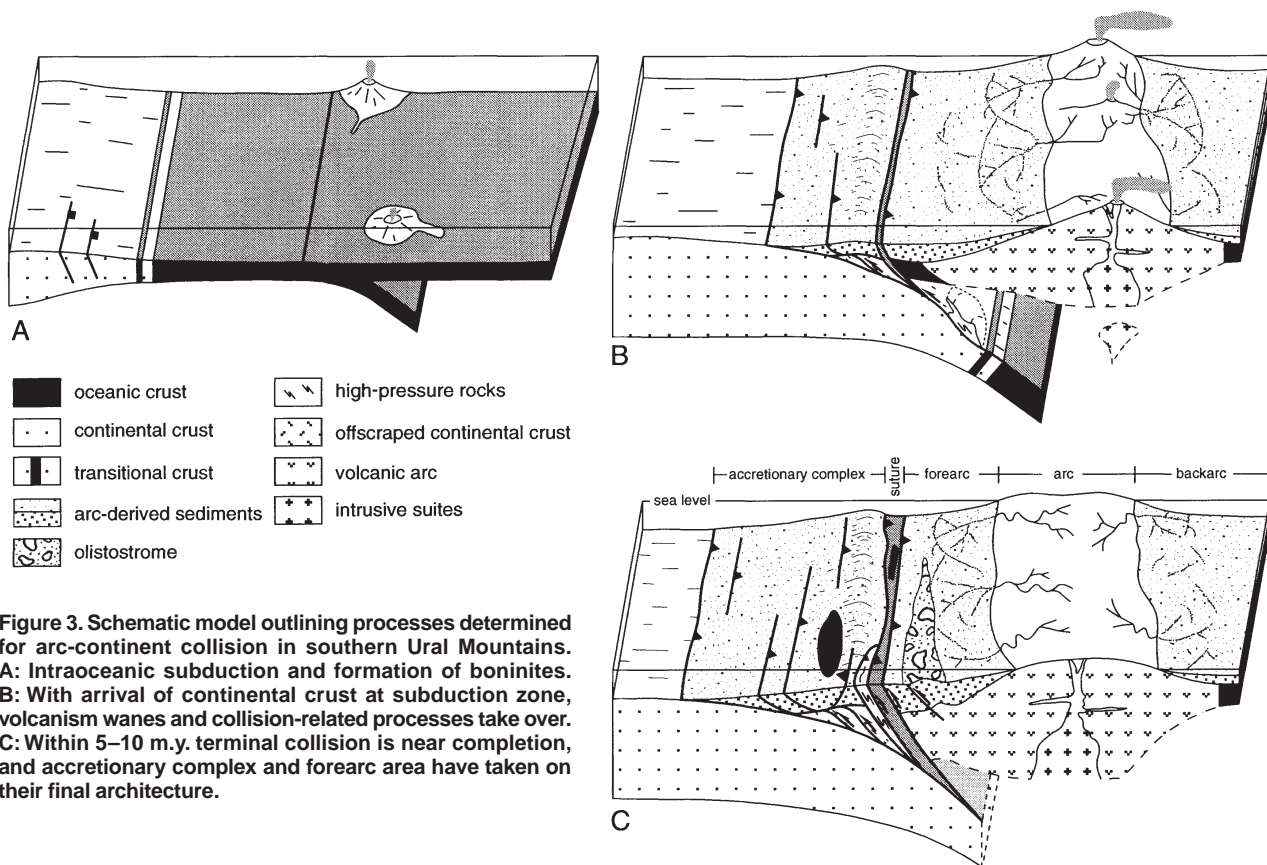 A
B
oceanic crust
continental crust
transitional crust
arc-derived sediments
olistostrome
high-pressure rocks
offscraped continental crust
volcanic arc
intrusive suites
accretionary complex
suture
forearc
arc
backarc
sea level
C
Figure 3. Schematic model outlining processes determined
for arc-continent collision in southern Ural Mountains.
A: Intraoceanic subduction and formation of boninites.
B: With arrival of continental crust at subduction zone,
volcanism wanes and collision-related processes take over.
C: Within 5–10 m.y. terminal collision is near completion,
and accretionary complex and forearc area have taken on
their final architecture.